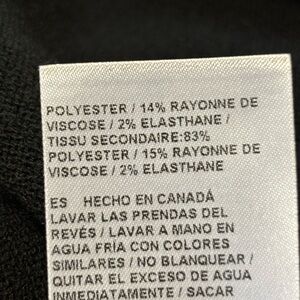 POLYESTER / 14% RAYONNE DE
VISCOSE / 2% ELASTHANE /
TISSU SECONDAIRE:83%
POLYESTER / 15% RAYONNE DE
VISCOSE / 2% ELASTHANE
ES HECHO EN CANADÁ
LAVAR LAS PRENDAS DEL
REVÉS / LAVAR A MANO EN
AGUA FRÍA CON COLORES
SIMILARES / NO BLANQUEAR /
QUITAR EL EXCESO DE AGUA
INMEDIATAMENTE / SACAR